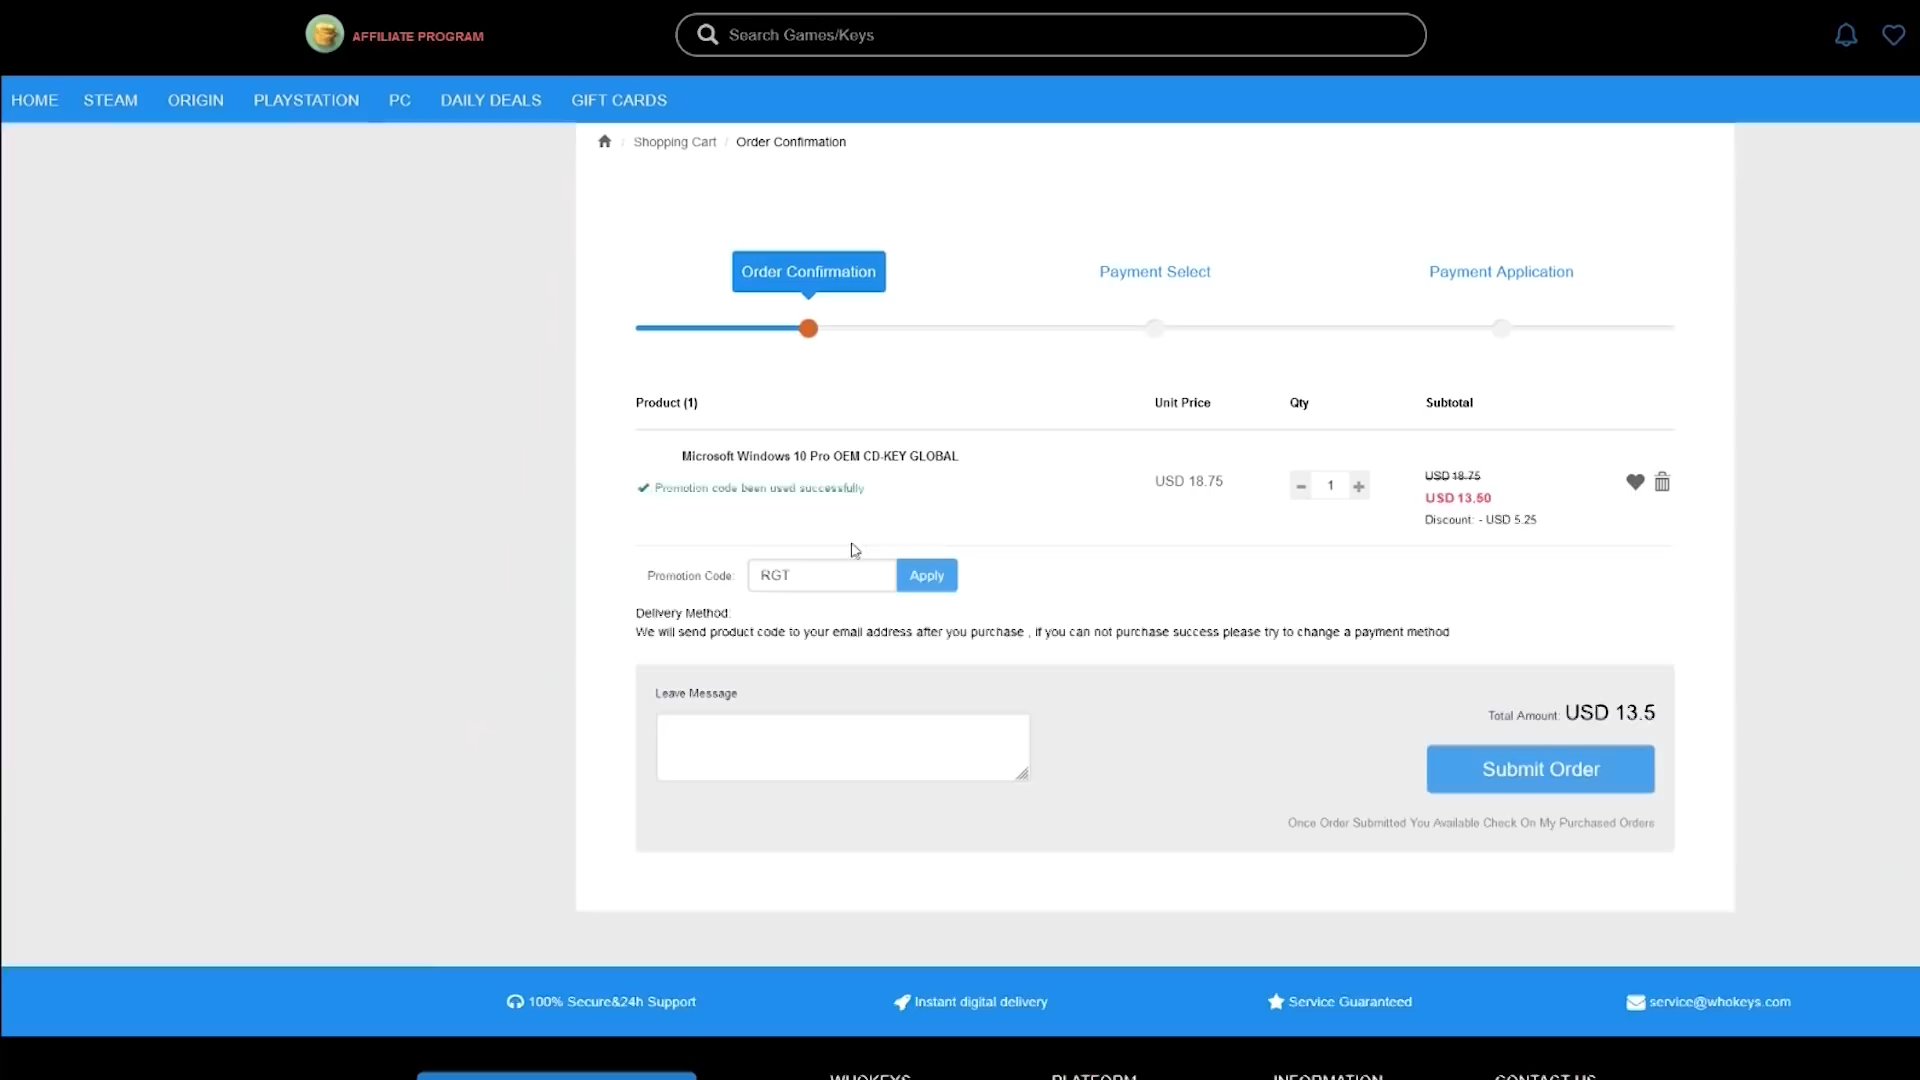 AFFILIATE PROGRAM
Search Games/Keys
HOME STEAM ORIGIN PLAYSTATION PC DAILY DEALS GIFT CARDS
/ Shopping Cart / Order Confirmation
Order Confirmation Payment Select Payment Application
Product (1) Unit Price Qty Subtotal
Microsoft Windows 10 Pro OEM CD-KEY GLOBAL
Promotion code been used successfully
USD 18.75
1
USD 18.75
USD 13.50
Discount: - USD 5.25
Promotion Code: RGT Apply
Delivery Method:
We will send product code to your email address after you purchase , if you can not purchase success please try to change a payment method
Leave Message
Total Amount: USD 13.5
Submit Order
Once Order Submitted You Available Check On My Purchased Orders
100% Secure&24h Support Instant digital delivery Service Guaranteed service@whokeys.com
WHOKEYS PLATFORM INFORMATION CONTACT US